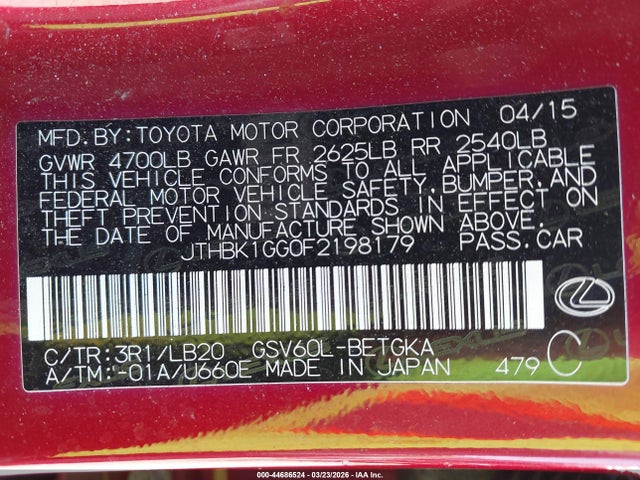 MFD. BY: TOYOTA MOTOR CORPORATION 04/15
GVWR 4700LB GAWR FR 2625LB RR 2540LB
THIS VEHICLE CONFORMS TO ALL APPLICABLE
FEDERAL MOTOR VEHICLE SAFETY, BUMPER, AND
THEFT PREVENTION STANDARDS IN EFFECT ON
THE DATE OF MANUFACTURE SHOWN ABOVE.
JTHBK1GG0F2198179 PASS. CAR
C/TR: 3R1/LB20 GSV60L-BETGKA
A/TM: -01A/U660E MADE IN JAPAN 479 C
000-44686524 | 03/23/2026 - IAA Inc.